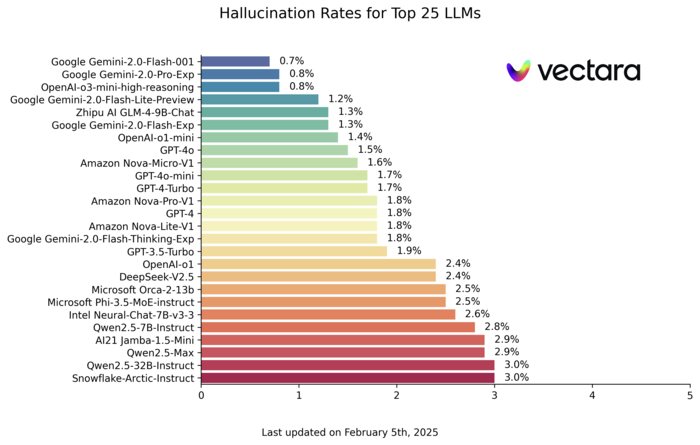 Hallucination Rates for Top 25 LLMs
vectara
Google Gemini-2.0-Flash-001 0.7%
Google Gemini-2.0-Pro-Exp 0.8%
OpenAI-o3-mini-high-reasoning 0.8%
Google Gemini-2.0-Flash-Lite-Preview 1.2%
Zhipu AI GLM-4-9B-Chat 1.3%
Google Gemini-2.0-Flash-Exp 1.3%
OpenAI-o1-mini 1.4%
GPT-4o 1.5%
Amazon Nova-Micro-V1 1.6%
GPT-4o-mini 1.7%
GPT-4-Turbo 1.7%
Amazon Nova-Pro-V1 1.8%
GPT-4 1.8%
Amazon Nova-Lite-V1 1.8%
Google Gemini-2.0-Flash-Thinking-Exp 1.8%
GPT-3.5-Turbo 1.9%
OpenAI-o1 2.4%
DeepSeek-V2.5 2.4%
Microsoft Orca-2-13b 2.5%
Microsoft Phi-3.5-MoE-instruct 2.5%
Intel Neural-Chat-7B-v3-3 2.6%
Qwen2.5-7B-Instruct 2.8%
AI21 Jamba-1.5-Mini 2.9%
Qwen2.5-Max 2.9%
Qwen2.5-32B-Instruct 3.0%
Snowflake-Arctic-Instruct 3.0%
0 1 2 3 4 5
Last updated on February 5th, 2025